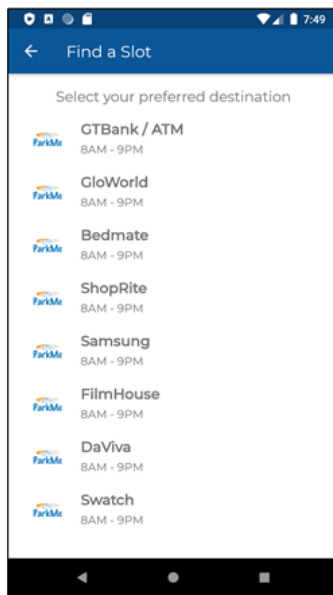 7:49
Find a Slot
Select your preferred destination
ParkMe
GTBank / ATM
8AM - 9PM
ParkMe
GloWorld
8AM - 9PM
ParkMe
Bedmate
8AM - 9PM
ParkMe
ShopRite
8AM - 9PM
ParkMe
Samsung
8AM - 9PM
ParkMe
FilmHouse
8AM - 9PM
ParkMe
DaViva
8AM - 9PM
ParkMe
Swatch
8AM - 9PM